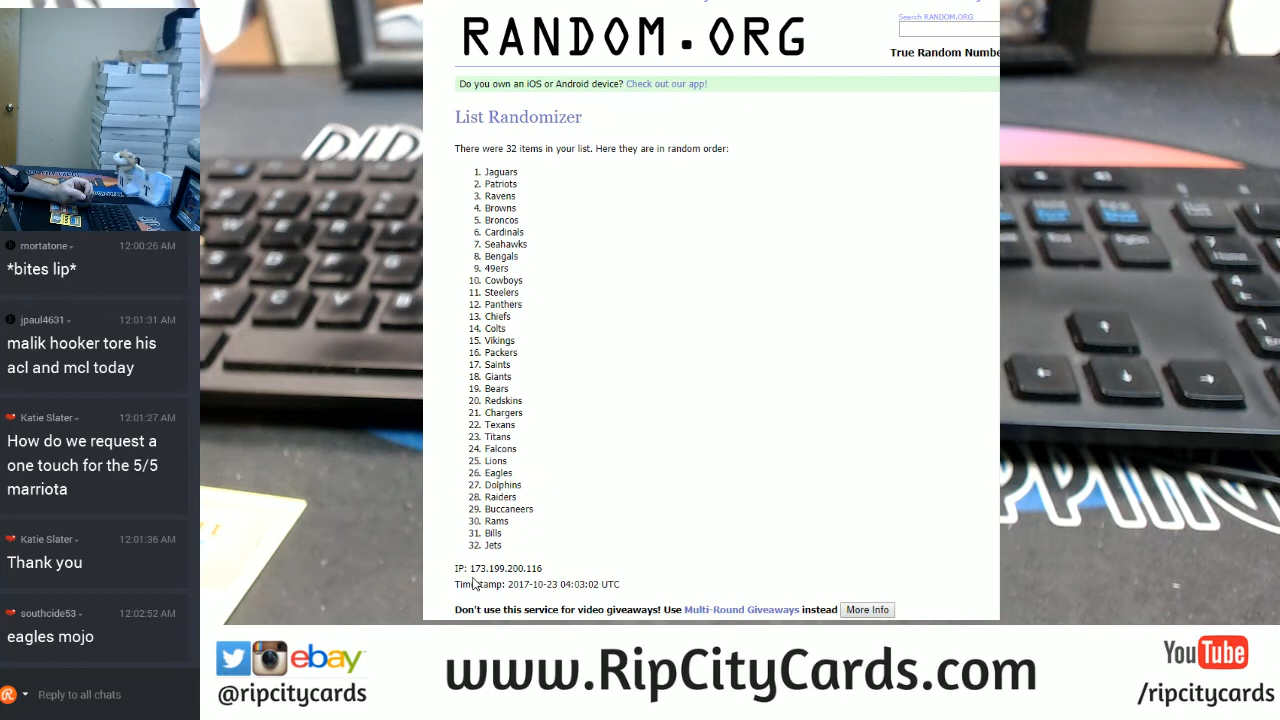 mortatone
12:00:26 AM
*bites lip*
jpaul4631
12:01:31 AM
malik hooker tore his
acl and mcl today
Katie Slater
12:01:27 AM
How do we request a
one touch for the 5/5
marriota
Katie Slater
12:01:36 AM
Thank you
southcide53
12:02:52 AM
eagles mojo
Reply to all chats
RANDOM.ORG
Search RANDOM.ORG
True Random Numbe
Do you own an iOS or Android device? Check out our app!
List Randomizer
There were 32 items in your list. Here they are in random order:
1. Jaguars
2. Patriots
3. Ravens
4. Browns
5. Broncos
6. Cardinals
7. Seahawks
8. Bengals
9. 49ers
10. Cowboys
11. Steelers
12. Panthers
13. Chiefs
14. Colts
15. Vikings
16. Packers
17. Saints
18. Giants
19. Bears
20. Redskins
21. Chargers
22. Texans
23. Titans
24. Falcons
25. Lions
26. Eagles
27. Dolphins
28. Raiders
29. Buccaneers
30. Rams
31. Bills
32. Jets
IP: 173.199.200.116
Timestamp: 2017-10-23 04:03:02 UTC
Don't use this service for video giveaways! Use Multi-Round Giveaways instead
More Info
ebay
@ripcitycards
www.RipCityCards.com
YouTube
/ripcitycards